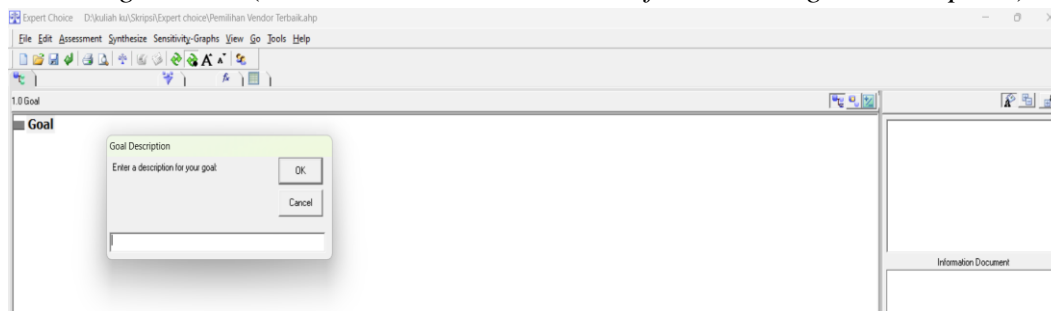 Expert Choice D:\kuliah ku\Skripsi\Expert choice\Pemilihan Vendor Terbaik.ahp
File Edit Assessment Synthesize Sensitivity-Graphs View Go Tools Help
1.0 Goal
Goal
Goal Description
Enter a description for your goal:
OK
Cancel
Information Document